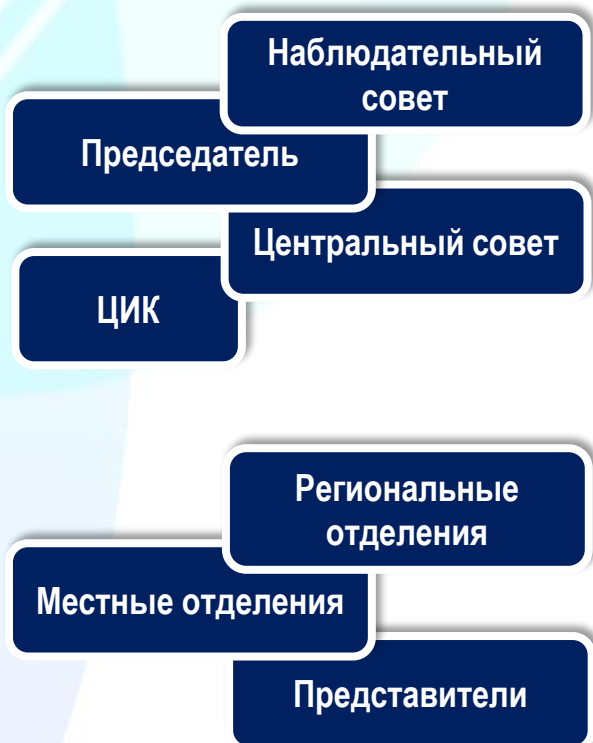 Наблюдательный
совет
Председатель
Центральный совет
ЦИК
Региональные
отделения
Местные отделения
Представители